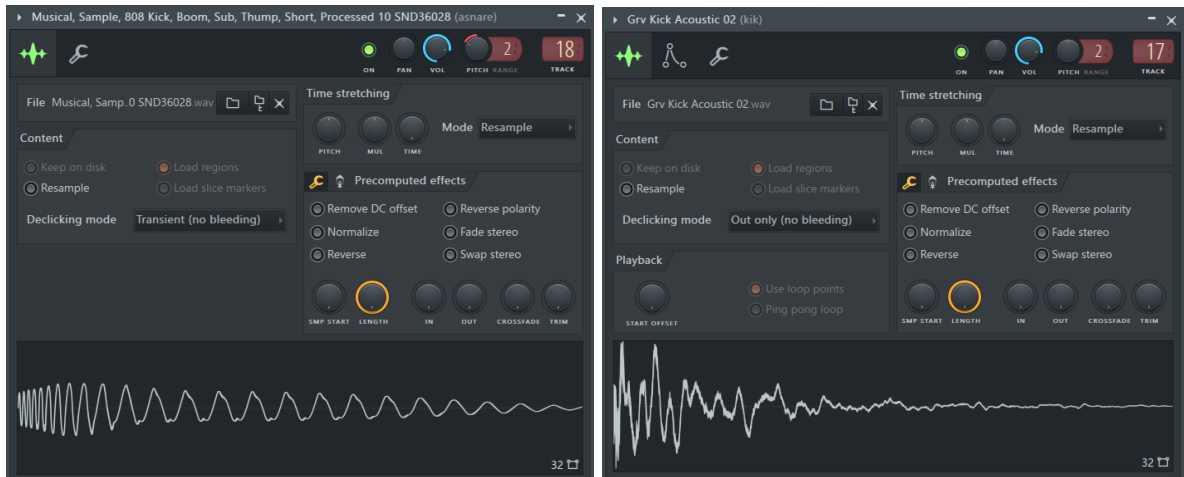 Musical, Sample, 808 Kick, Boom, Sub, Thump, Short, Processed 10 SND36028 (asnare)
2
18
ON PAN VOL PITCH RANGE TRACK
File Musical, Samp..0 SND36028.wav
Time stretching
PITCH MUL TIME
Mode Resample
Content
Keep on disk
Load regions
Resample
Load slice markers
Declicking mode Transient (no bleeding)
Precomputed effects
Remove DC offset
Reverse polarity
Normalize
Fade stereo
Reverse
Swap stereo
SMP START LENGTH IN OUT CROSSFADE TRIM
32
Grv Kick Acoustic 02 (kik)
2
17
ON PAN VOL PITCH RANGE TRACK
File Grv Kick Acoustic 02.wav
Time stretching
PITCH MUL TIME
Mode Resample
Content
Keep on disk
Load regions
Resample
Load slice markers
Declicking mode Out only (no bleeding)
Precomputed effects
Remove DC offset
Reverse polarity
Normalize
Fade stereo
Reverse
Swap stereo
Playback
START OFFSET
Use loop points
Ping pong loop
SMP START LENGTH IN OUT CROSSFADE TRIM
32